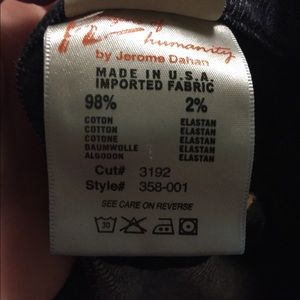 of
humanity
by Jerome Dahan
MADE IN U.S.A.
IMPORTED FABRIC
98% 2%
COTON ELASTAN
COTTON ELASTAN
COTONE ELASTAN
BAUMWOLLE ELASTAN
ALGODON ELASTAN
Cut# 3192
Style# 358-001
SEE CARE ON REVERSE
30